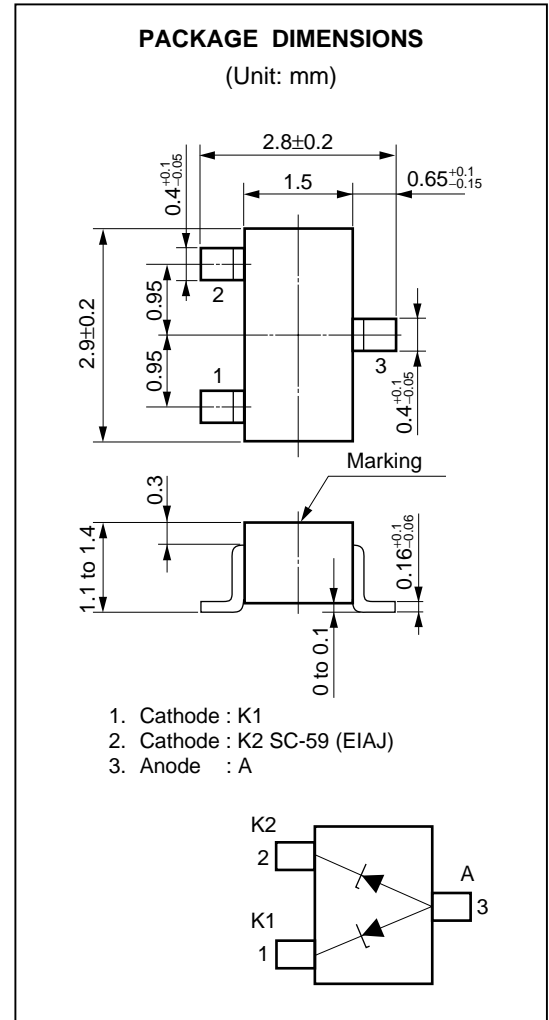 PACKAGE DIMENSIONS
(Unit: mm)
2.8±0.2
1.5
0.65+0.1−0.15
0.4+0.1−0.05
2.9±0.2
0.95
0.95
2
1
3
0.4+0.1−0.05
Marking
0.3
1.1 to 1.4
0.16+0.1−0.06
0 to 0.1
1. Cathode : K1
2. Cathode : K2 SC-59 (EIAJ)
3. Anode : A
K2
2
A
3
K1
1